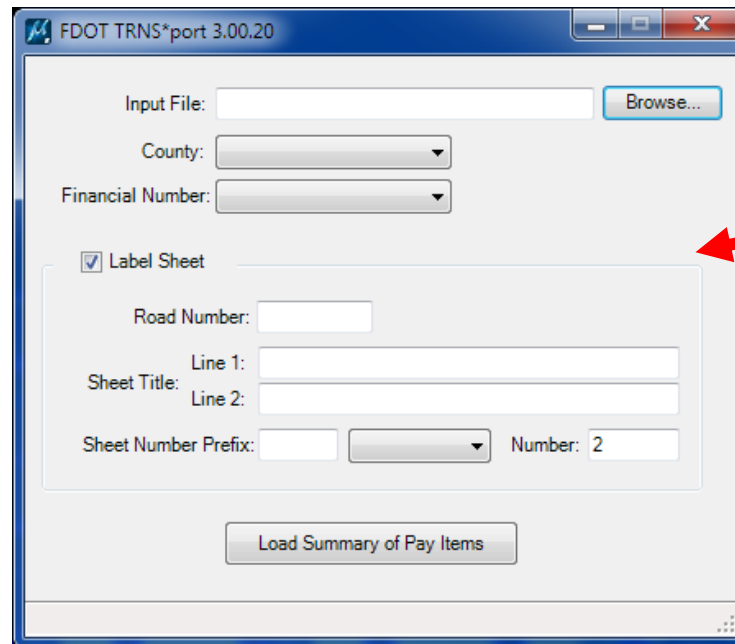 FDOT TRNS*port 3.00.20
Input File: Browse...
County:
Financial Number:
Label Sheet
Road Number:
Line 1:
Sheet Title:
Line 2:
Sheet Number Prefix: Number: 2
Load Summary of Pay Items